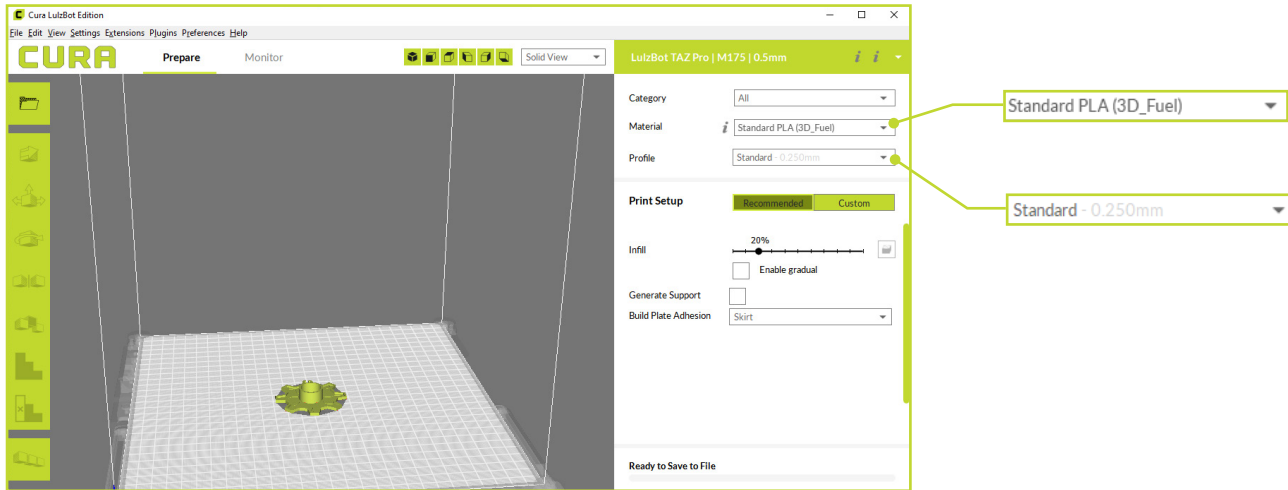 Cura LulzBot Edition
File Edit View Settings Extensions Plugins Preferences Help
CURA
Prepare
Monitor
Solid View
LulzBot TAZ Pro | M175 | 0.5mm
i i
Category
All
Material
i
Standard PLA (3D_Fuel)
Profile
Standard - 0.250mm
Print Setup
Recommended
Custom
Infill
20%
Enable gradual
Generate Support
Build Plate Adhesion
Skirt
Ready to Save to File
Standard PLA (3D_Fuel)
Standard - 0.250mm